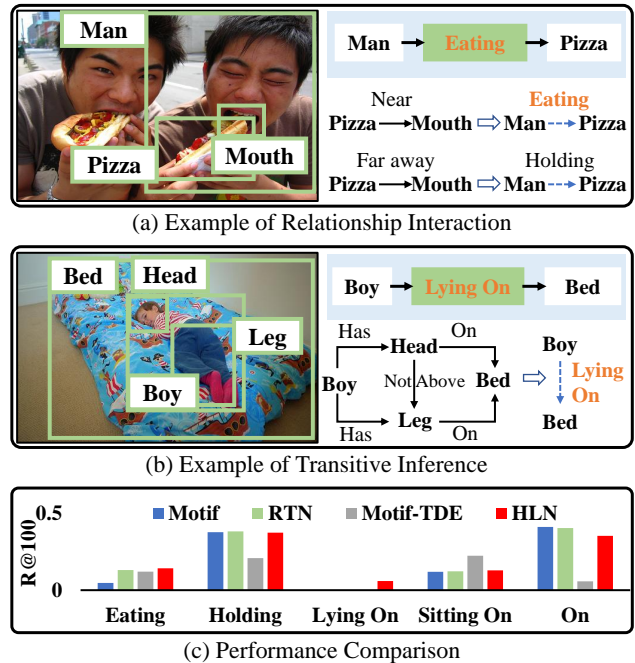 Man
Pizza
Mouth
Man Eating Pizza
Near Eating
Pizza Mouth Man Pizza
Far away Holding
Pizza Mouth Man Pizza
(a) Example of Relationship Interaction
Bed Head
Leg
Boy
Boy Lying On Bed
Has Head On
Boy Not Above Bed
Has Leg On
Boy
Lying
On
Bed
(b) Example of Transitive Inference
R@100
0.5
0
Motif RTN Motif-TDE HLN
Eating Holding Lying On Sitting On On
(c) Performance Comparison